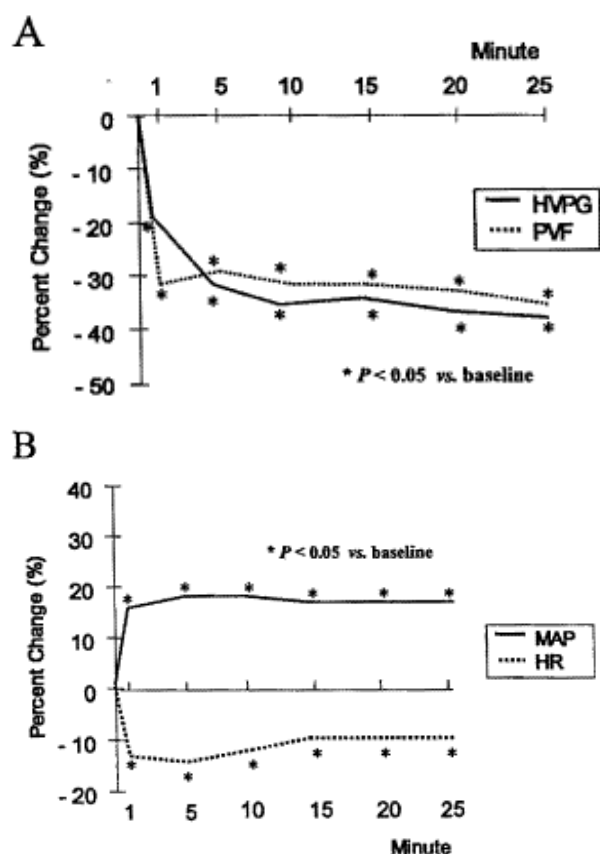 A
Minute
1 5 10 15 20 25
0
- 10
- 20
- 30
- 40
- 50
Percent Change (%)
HVPG
PVF
* * * * * *
* * * * * *
* P < 0.05 vs. baseline
B
40
30
20
10
0
- 10
- 20
Percent Change (%)
* P < 0.05 vs. baseline
* * * * * *
MAP
HR
* * * * * *
1 5 10 15 20 25
Minute